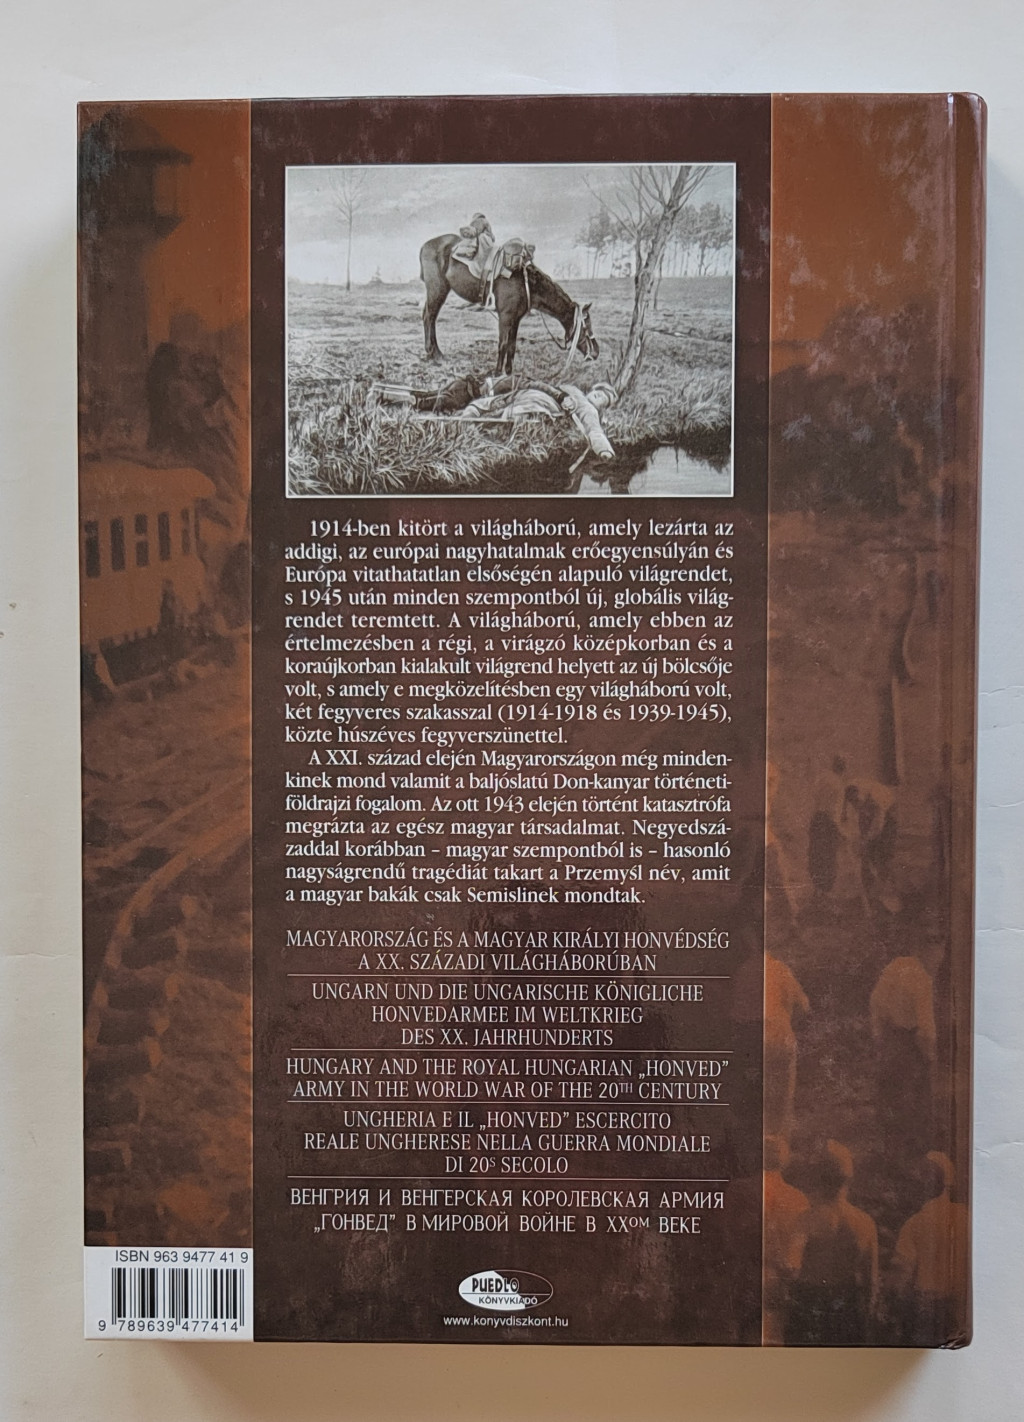 1914-ben kitört a világháború, amely lezárta az
addigi, az európai nagyhatalmak erőegyensúlyán és
Európa vitathatatlan elsőségén alapuló világrendet,
s 1945 után minden szempontból új, globális világ-
rendet teremtett. A világháború, amely ebben az
értelmezésben a régi, a virágzó középkorban és a
koraújkorban kialakult világrend helyett az új bölcsője
volt, s amely e megközelítésben egy világháború volt,
két fegyveres szakasszal (1914-1918 és 1939-1945),
közte húszéves fegyverszünettel.
A XXI. század elején Magyarországon még minden-
kinek mond valamit a baljóslatú Don-kanyar történeti-
földrajzi fogalom. Az ott 1943 elején történt katasztrófa
megrázta az egész magyar társadalmat. Negyedszá-
zaddal korábban – magyar szempontból is – hasonló
nagyságrendű tragédiát takart a Przemyśl név, amit
a magyar bakák csak Semislinek mondtak.
MAGYARORSZÁG ÉS A MAGYAR KIRÁLYI HONVÉDSÉG
A XX. SZÁZADI VILÁGHÁBORÚBAN
UNGARN UND DIE UNGARISCHE KÖNIGLICHE
HONVEDARMEE IM WELTKRIEG
DES XX. JAHRHUNDERTS
HUNGARY AND THE ROYAL HUNGARIAN „HONVED”
ARMY IN THE WORLD WAR OF THE 20TH CENTURY
UNGHERIA E IL „HONVED” ESCERCITO
REALE UNGHERESE NELLA GUERRA MONDIALE
DI 20S SECOLO
ВЕНГРИЯ И ВЕНГЕРСКАЯ КОРОЛЕВСКАЯ АРМИЯ
„ГОНВЕД” В МИРОВОЙ ВОЙНЕ В XXОМ ВЕКЕ
ISBN 963 9477 41 9
9 789639 477414
PUEDLO
KÖNYVKIADÓ
www.konyvdiszkont.hu